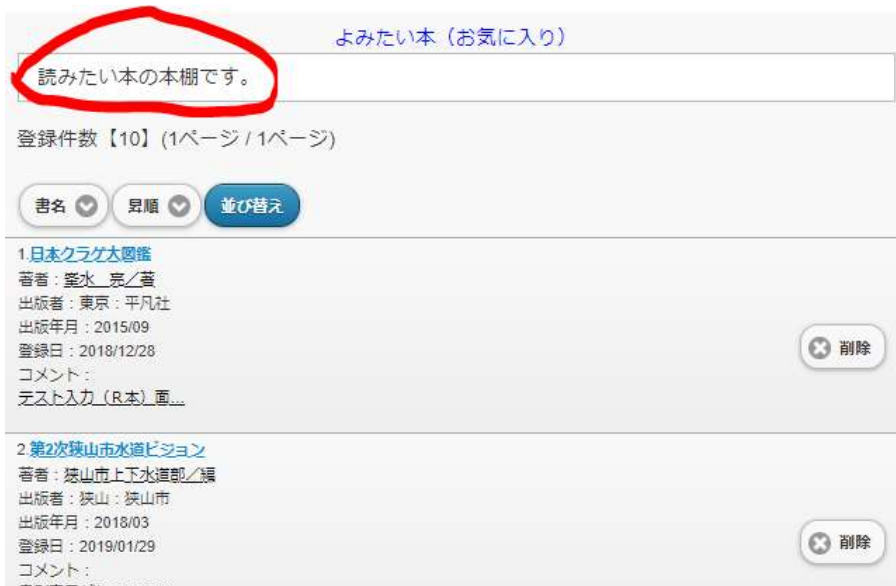 よみたい本（お気に入り）
読みたい本の本棚です。
登録件数【10】(1ページ / 1ページ)
書名 昇順 並び替え
1.日本クラゲ大図鑑
著者：峯水 亮／著
出版者：東京：平凡社
出版年月：2015/09
登録日：2018/12/28
削除
コメント：
テスト入力（R本）面...
2.第2次狭山市水道ビジョン
著者：狭山市上下水道部／編
出版者：狭山：狭山市
出版年月：2018/03
登録日：2019/01/29
削除
コメント：